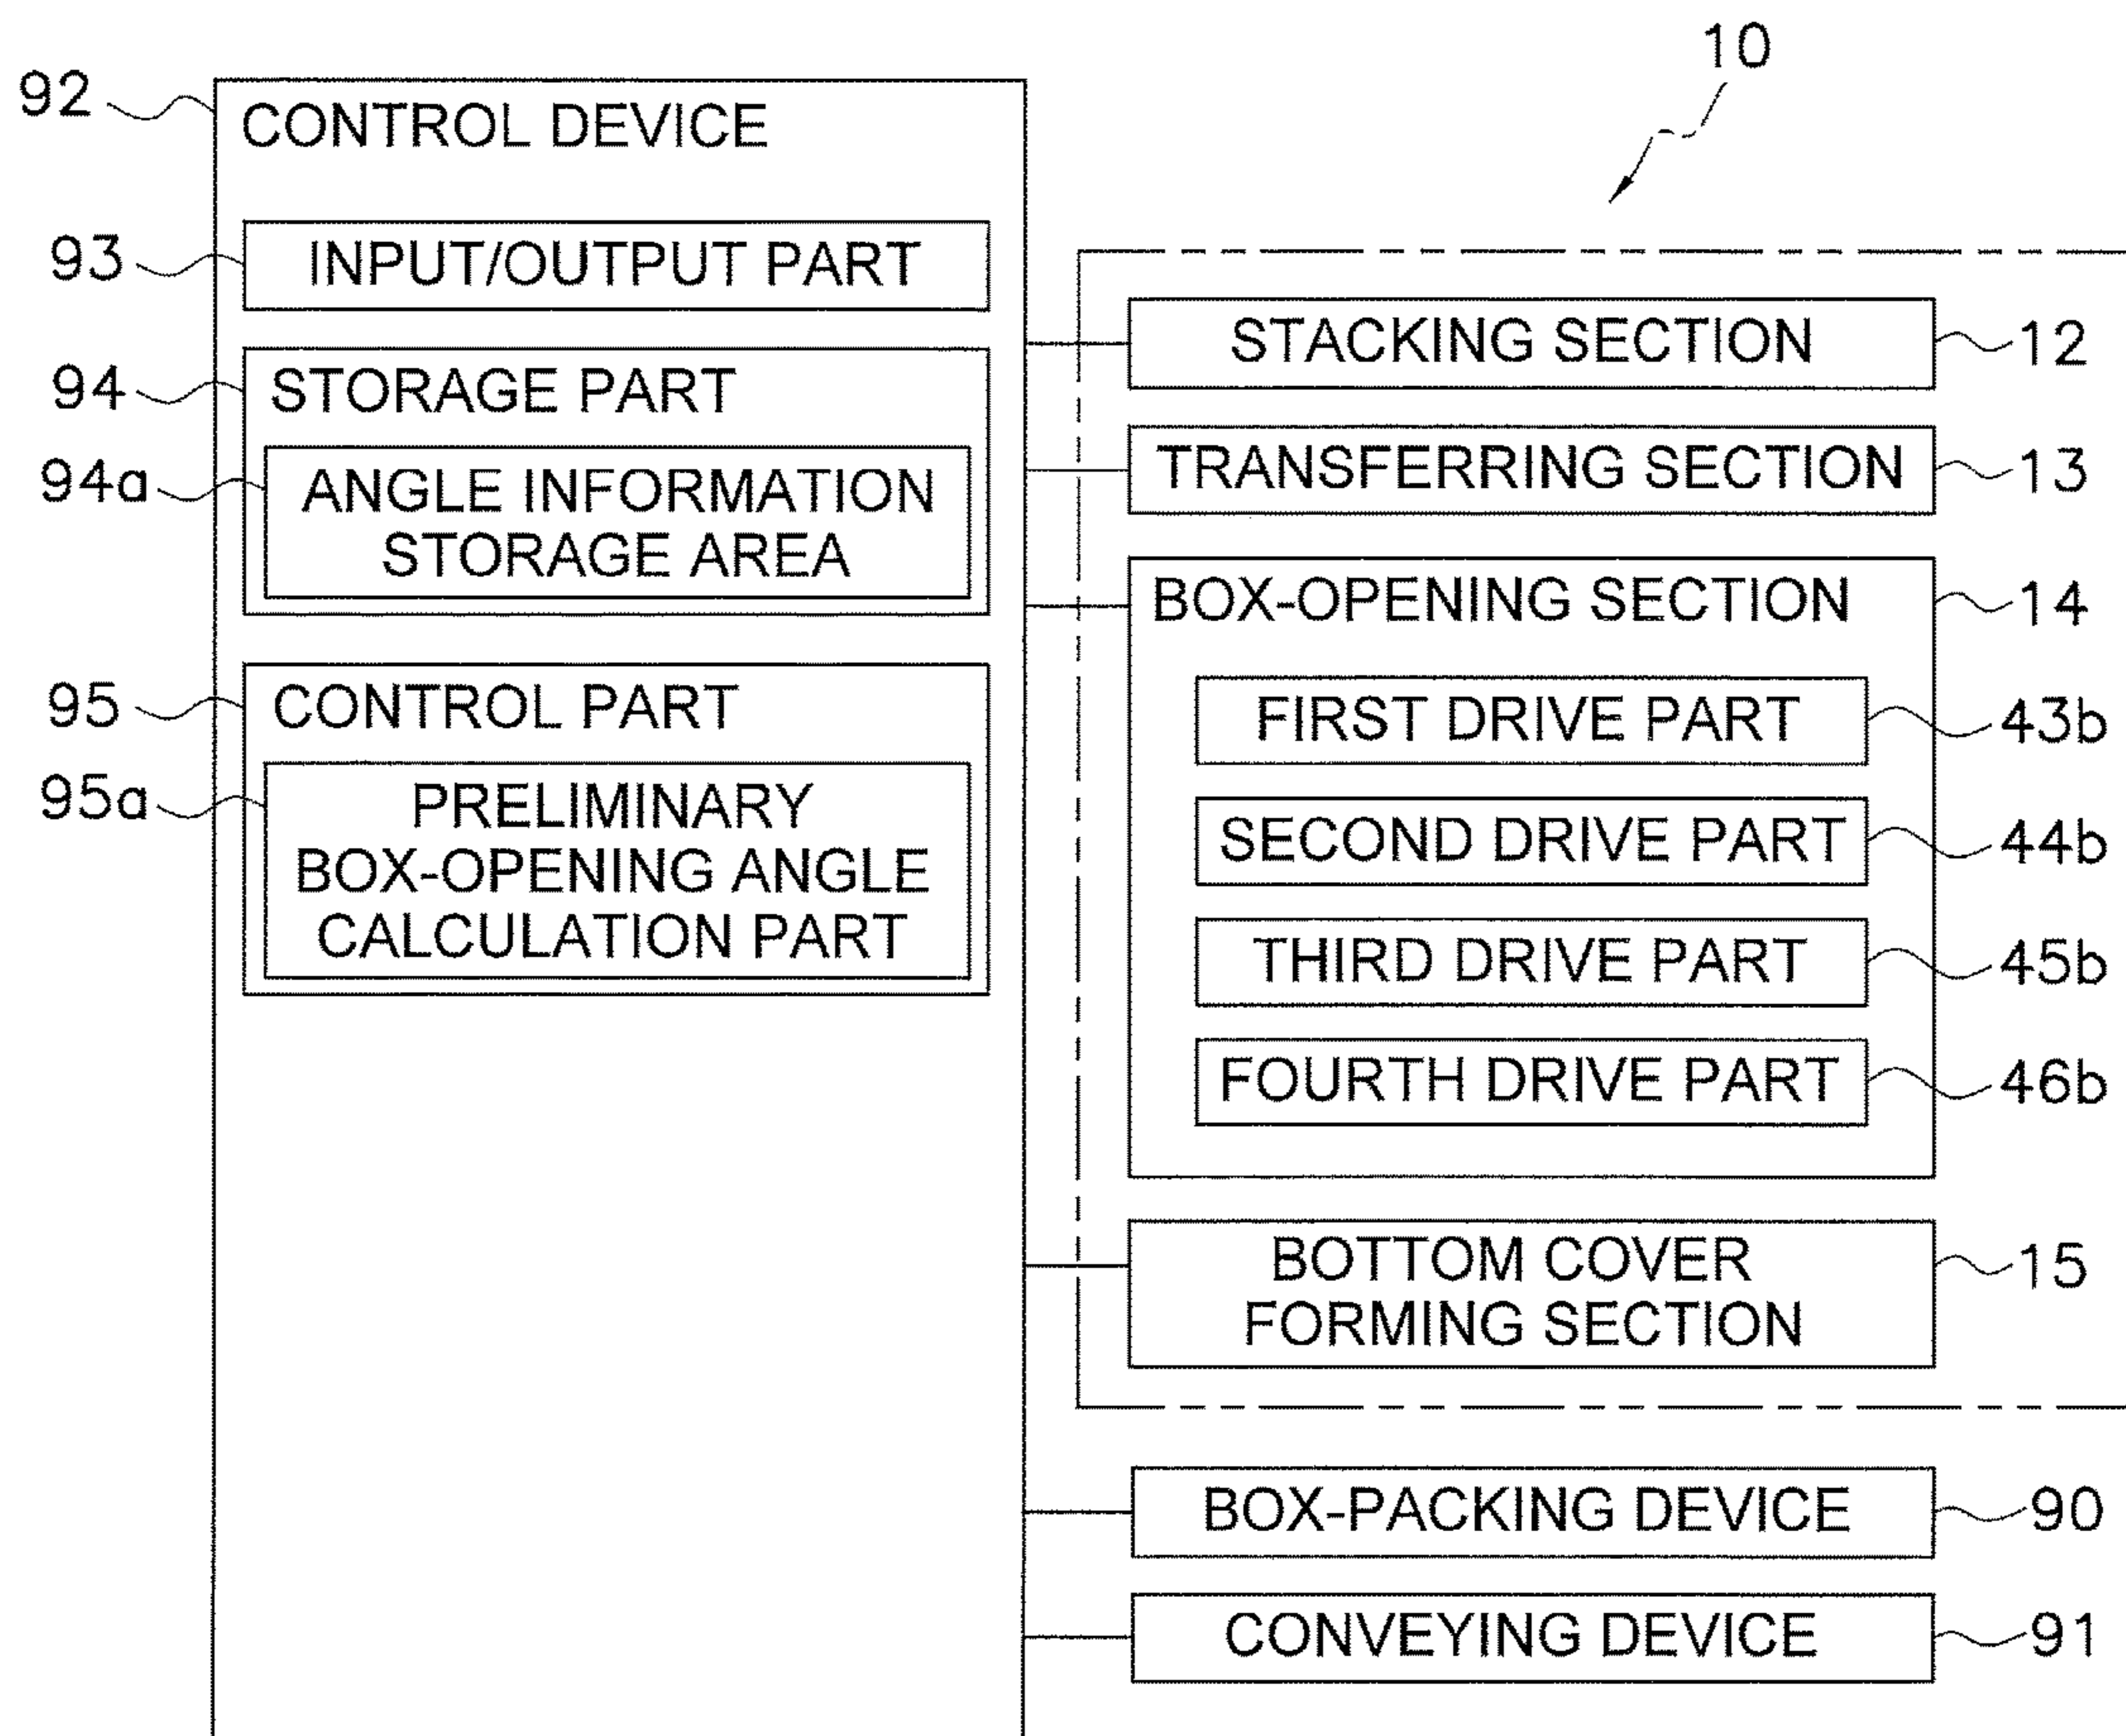 10
92
CONTROL DEVICE
93
INPUT/OUTPUT PART
94
STORAGE PART
94a
ANGLE INFORMATION
STORAGE AREA
95
CONTROL PART
95a
PRELIMINARY
BOX-OPENING ANGLE
CALCULATION PART
STACKING SECTION
12
TRANSFERRING SECTION
13
BOX-OPENING SECTION
14
FIRST DRIVE PART
43b
SECOND DRIVE PART
44b
THIRD DRIVE PART
45b
FOURTH DRIVE PART
46b
BOTTOM COVER
FORMING SECTION
15
BOX-PACKING DEVICE
90
CONVEYING DEVICE
91